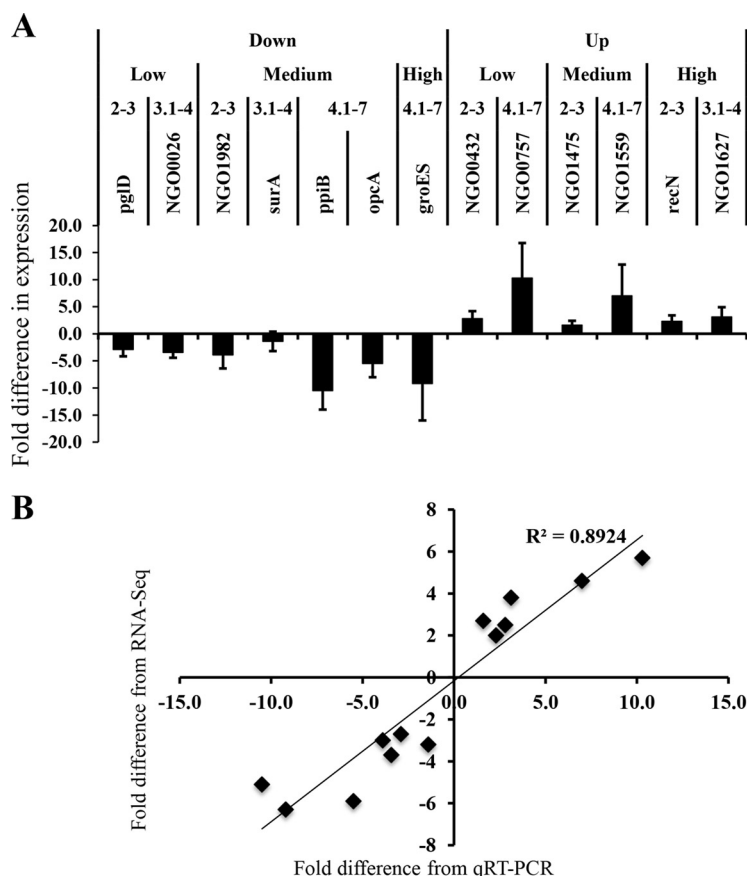 A
Down Up
Low Medium High Low Medium High
2-3 3.1-4 2-3 3.1-4 4.1-7 4.1-7 2-3 4.1-7 2-3 4.1-7 2-3 3.1-4
pglD NGO0026 NGO1982 surA ppiB opcA groES NGO0432 NGO0757 NGO1475 NGO1559 recN NGO1627
Fold difference in expression
20.0
15.0
10.0
5.0
0.0
-5.0
-10.0
-15.0
-20.0
B
Fold difference from RNA-Seq
8
6
4
2
0
-2
-4
-6
-8
R² = 0.8924
-15.0 -10.0 -5.0 0.0 5.0 10.0 15.0
Fold difference from qRT-PCR